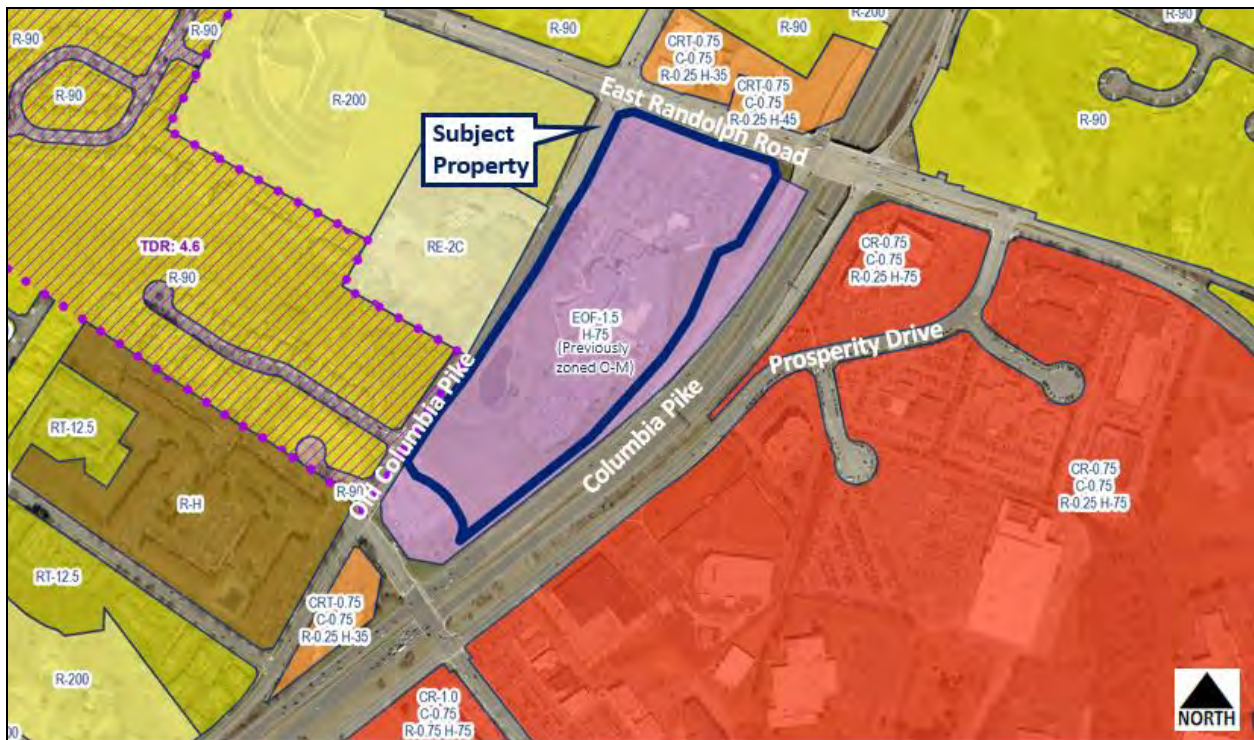 R-90
R-90
R-90
R-200
R-90
CRT-0.75
C-0.75
R-0.25 H-35
CRT-0.75
C-0.75
R-0.25 H-45
R-90
R-200
R-90
R-90
East Randolph Road
Subject
Property
RE-2C
TDR: 4.6
R-90
EOF-1.5
H-75
(Previously
zoned O-M)
CR-0.75
C-0.75
R-0.25 H-75
Prosperity Drive
Columbia Pike
Old Columbia Pike
RT-12.5
R-H
R-90
CR-0.75
C-0.75
R-0.25 H-75
RT-12.5
CRT-0.75
C-0.75
R-0.25 H-35
R-200
CR-1.0
C-0.75
R-0.75 H-75
NORTH